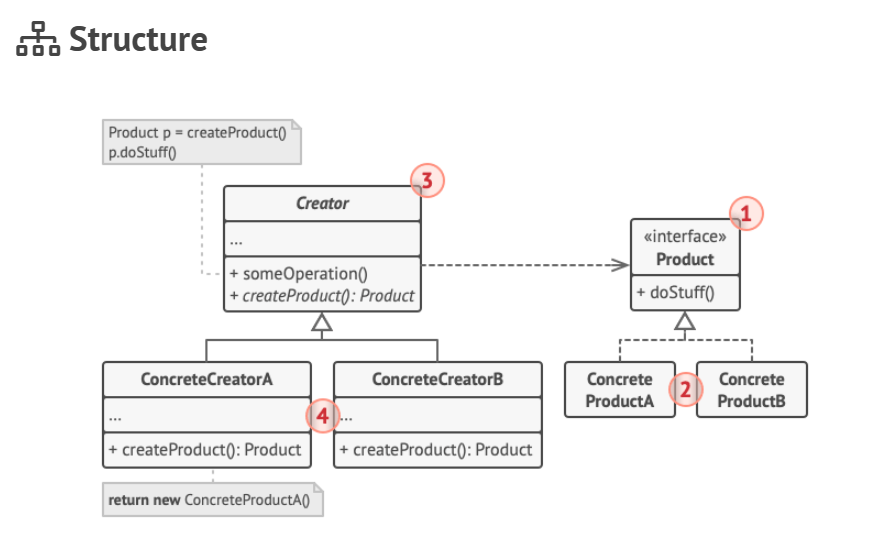 Structure
Product p = createProduct()
p.doStuff()
3
Creator
...
+ someOperation()
+ createProduct(): Product
1
«interface»
Product
+ doStuff()
ConcreteCreatorA
...
+ createProduct(): Product
4
ConcreteCreatorB
...
+ createProduct(): Product
Concrete
ProductA
2
Concrete
ProductB
return new ConcreteProductA()